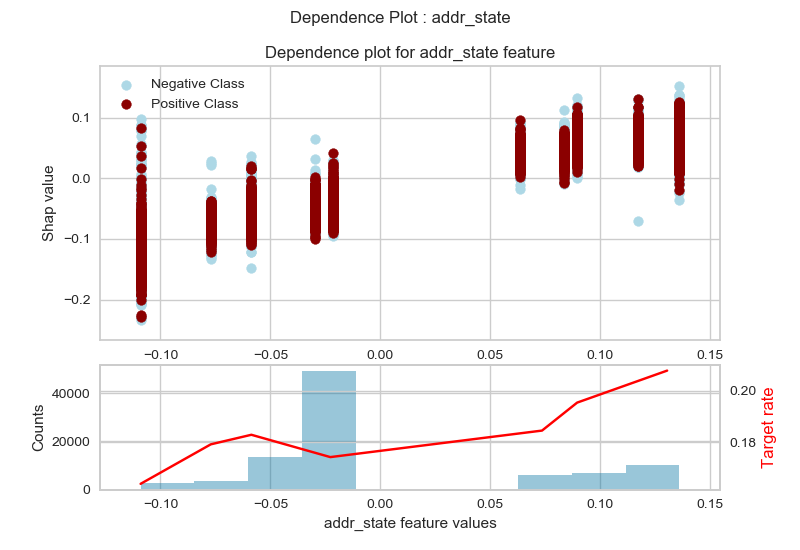 Dependence Plot : addr_state
Dependence plot for addr_state feature
Negative Class
Positive Class
Shap value
0.1
0.0
−0.1
−0.2
−0.10 −0.05 0.00 0.05 0.10 0.15
Counts
40000
20000
0
0.20
0.18
Target rate
−0.10 −0.05 0.00 0.05 0.10 0.15
addr_state feature values